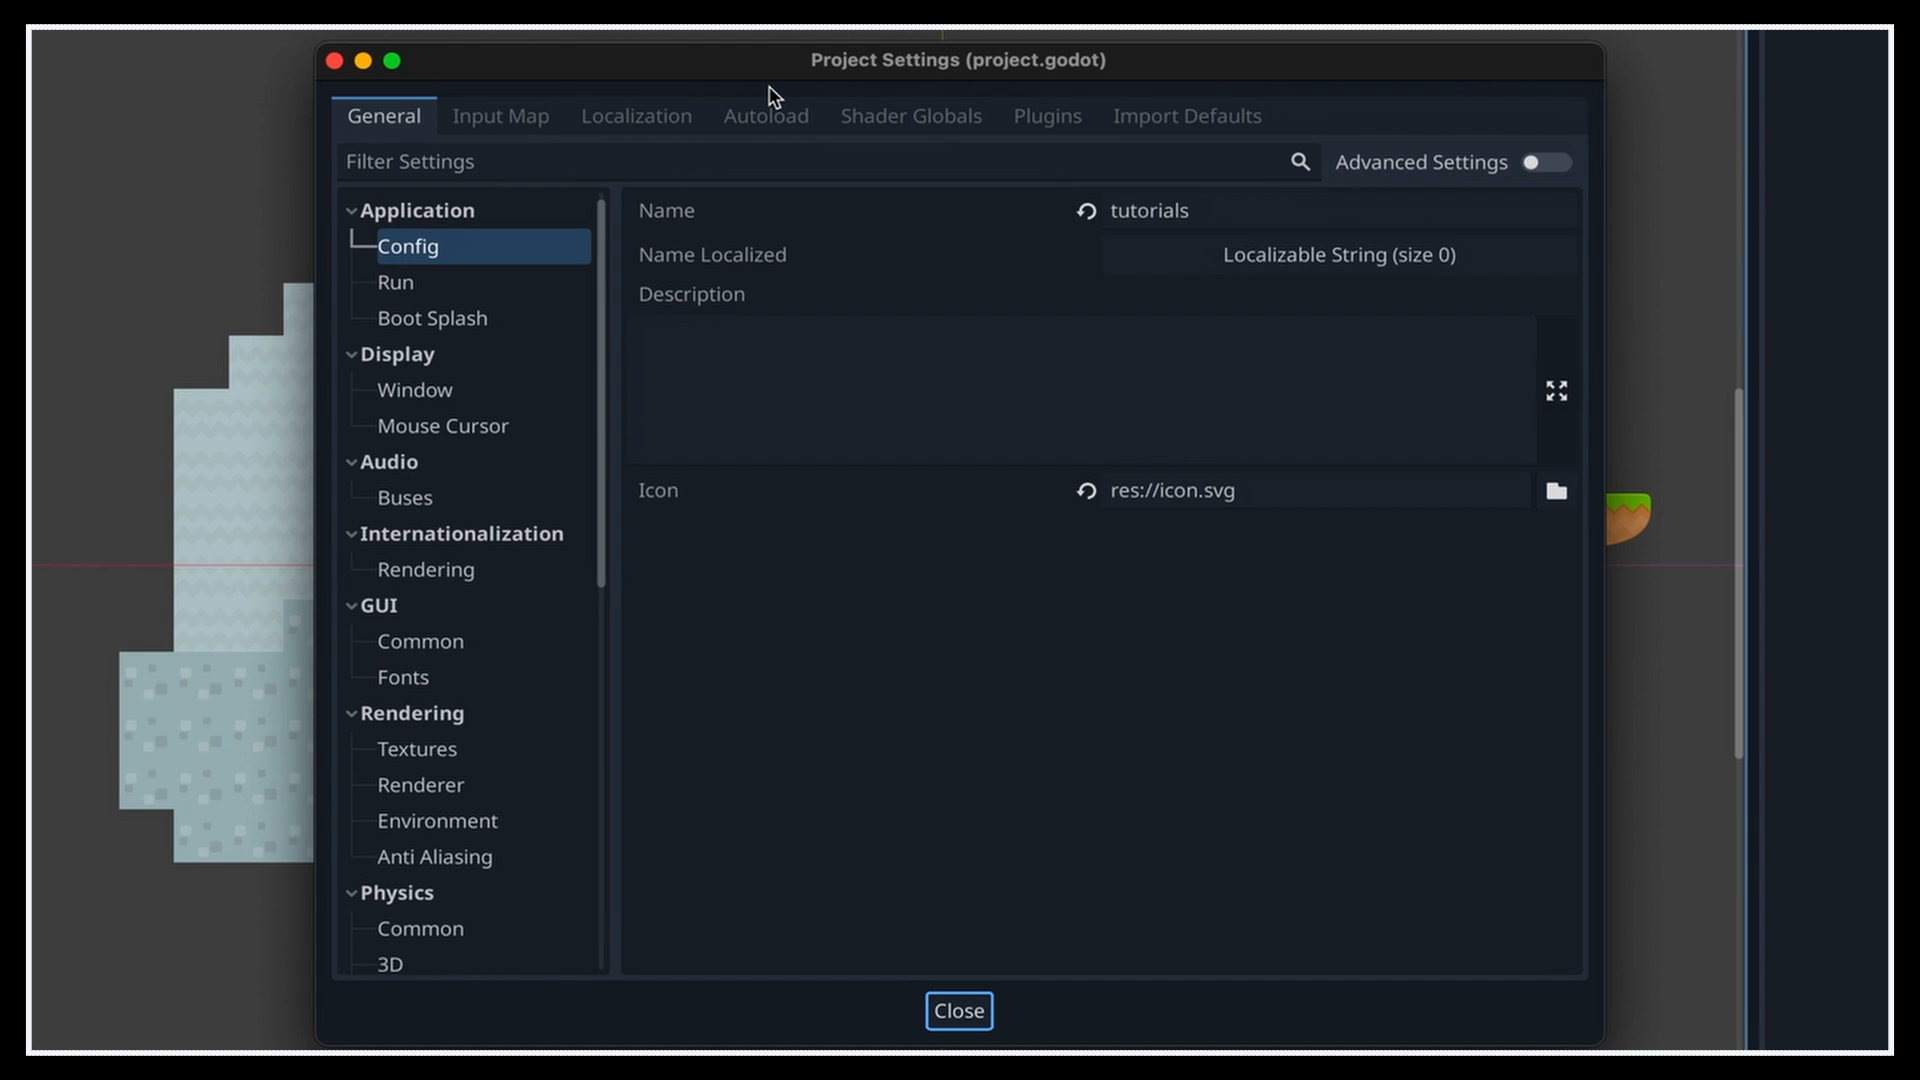 Project Settings (project.godot)
General Input Map Localization Autoload Shader Globals Plugins Import Defaults
Filter Settings Advanced Settings
Application
Config
Run
Boot Splash
Display
Window
Mouse Cursor
Audio
Buses
Internationalization
Rendering
GUI
Common
Fonts
Rendering
Textures
Renderer
Environment
Anti Aliasing
Physics
Common
3D
Name tutorials
Name Localized Localizable String (size 0)
Description
Icon res://icon.svg
Close